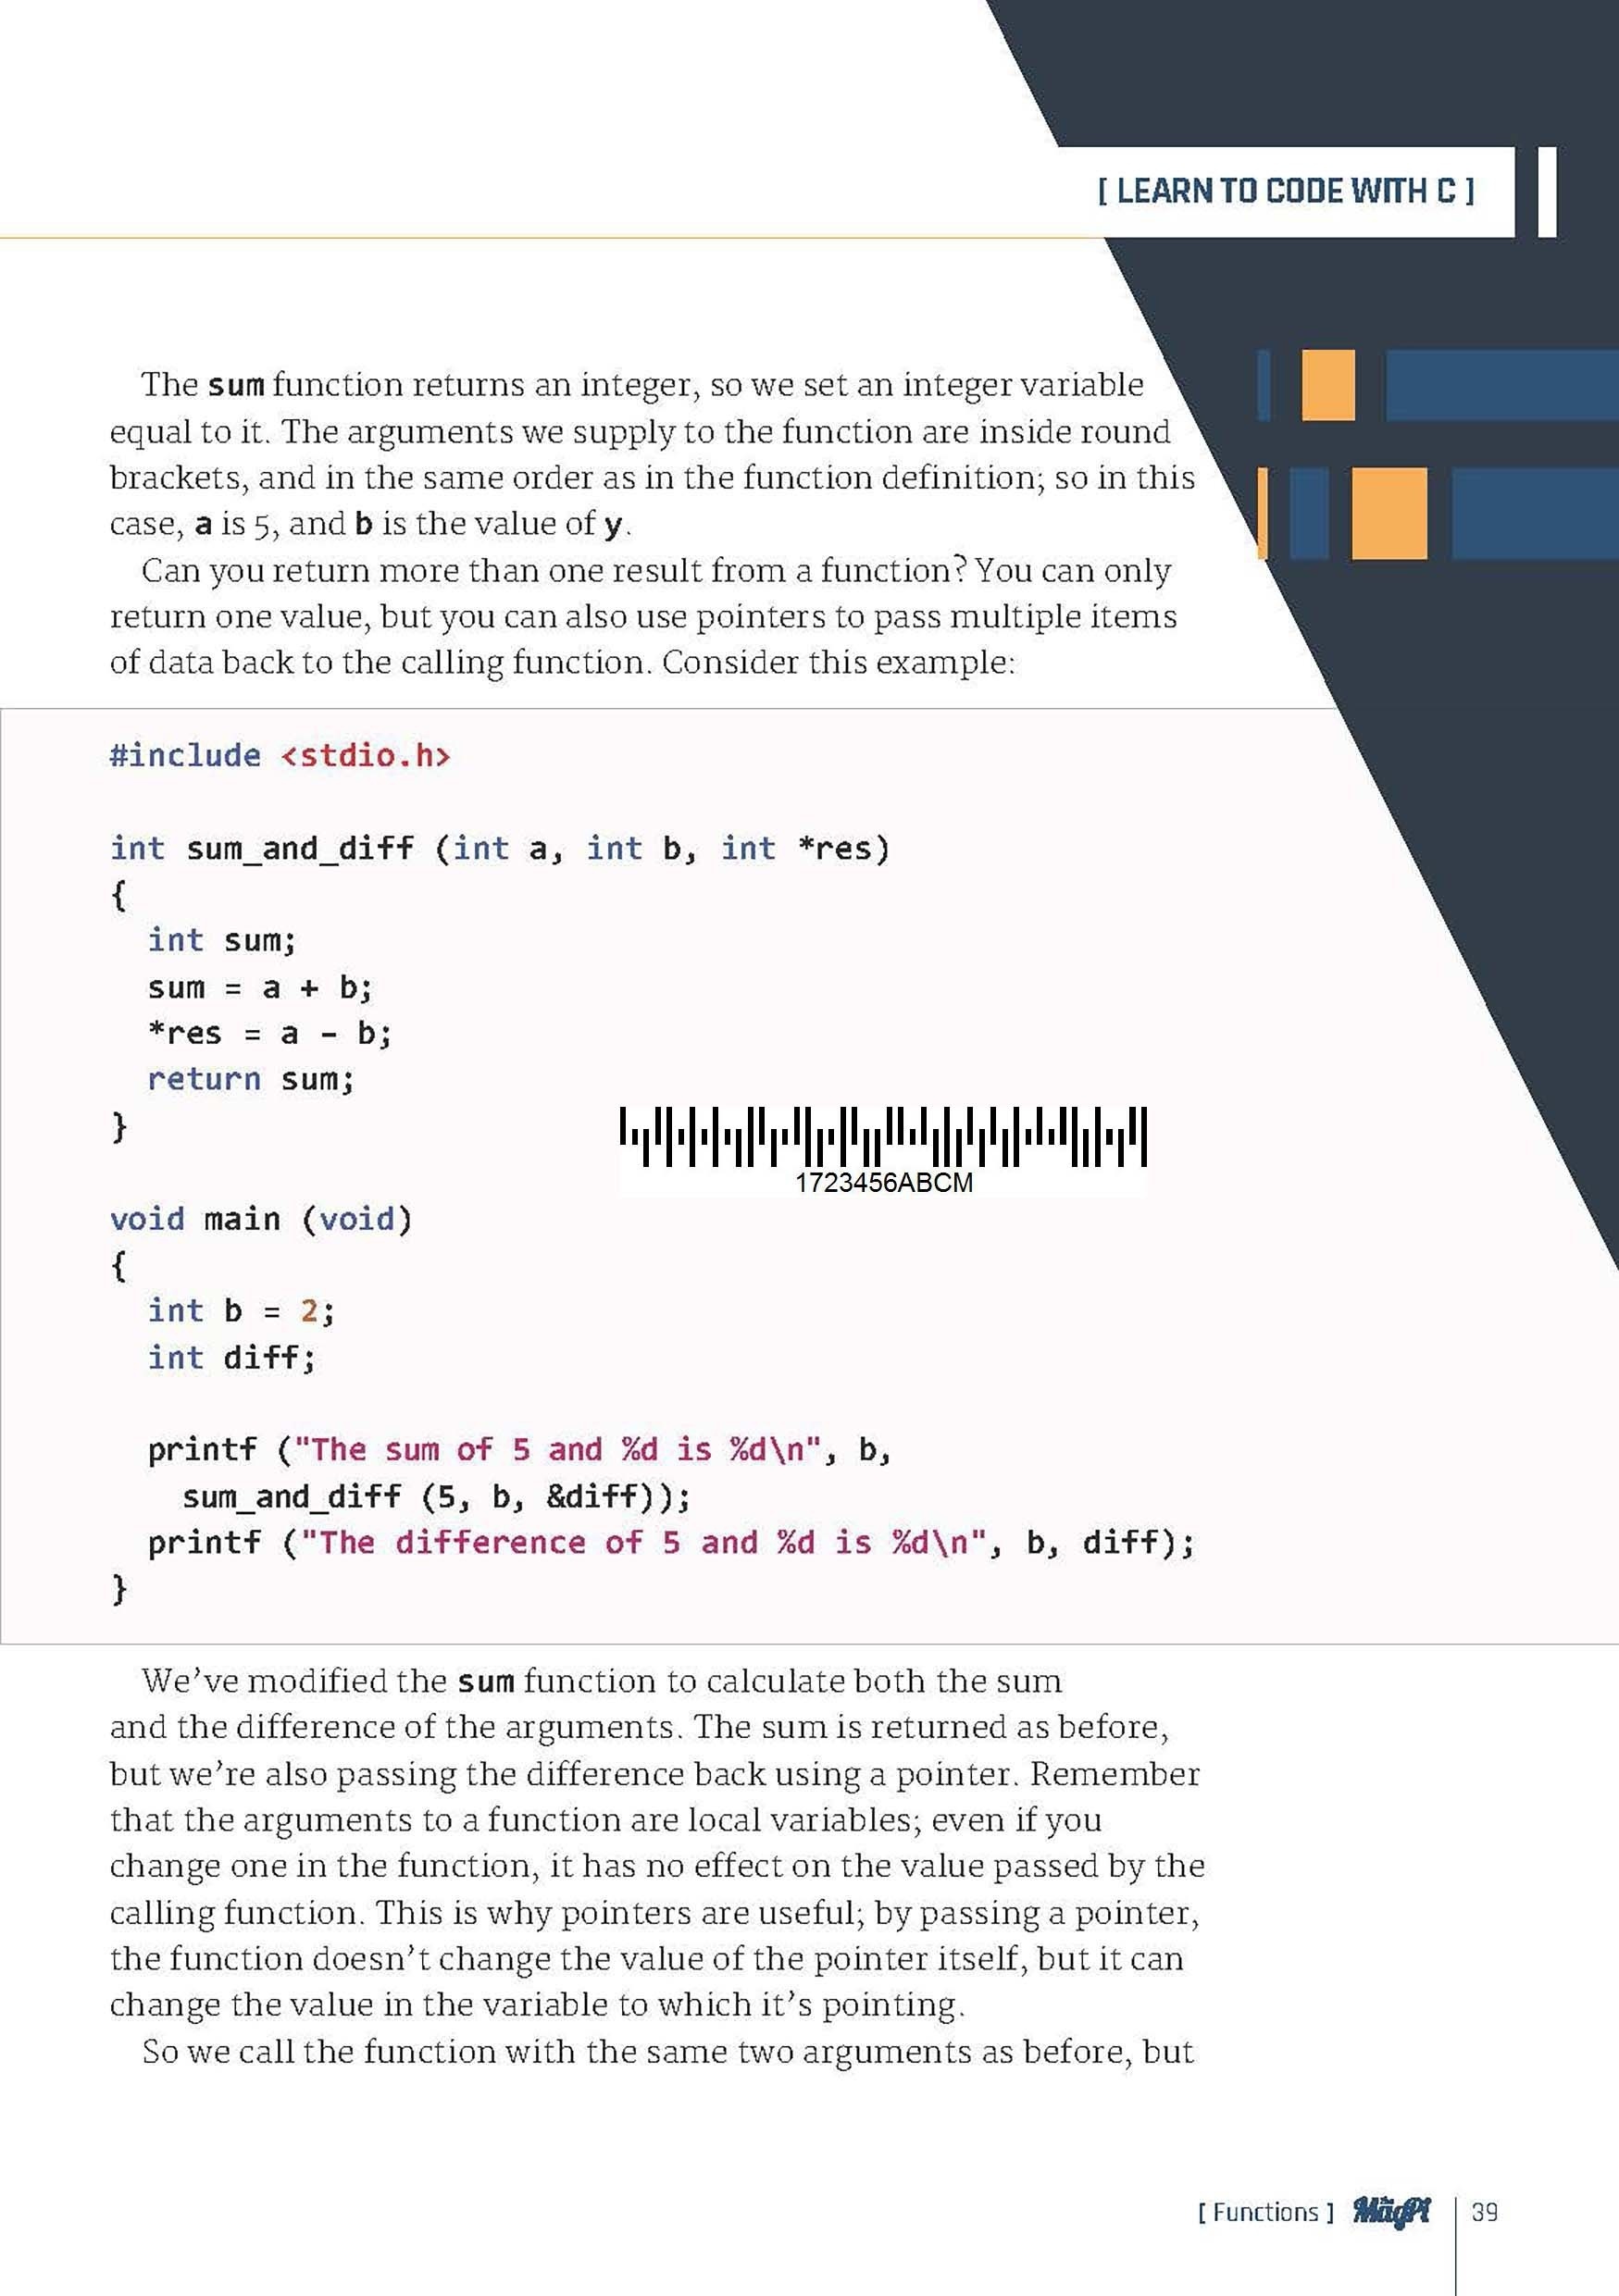 [ LEARN TO CODE WITH C ]
The sum function returns an integer, so we set an integer variable
equal to it. The arguments we supply to the function are inside round
brackets, and in the same order as in the function definition; so in this
case, a is 5, and b is the value of y.
Can you return more than one result from a function? You can only
return one value, but you can also use pointers to pass multiple items
of data back to the calling function. Consider this example:
#include <stdio.h>
int sum_and_diff (int a, int b, int *res)
{
int sum;
sum = a + b;
*res = a - b;
return sum;
}
1723456ABCM
void main (void)
{
int b = 2;
int diff;
printf ("The sum of 5 and %d is %d\n", b,
sum_and_diff (5, b, &diff));
printf ("The difference of 5 and %d is %d\n", b, diff);
}
We've modified the sum function to calculate both the sum
and the difference of the arguments. The sum is returned as before,
but we're also passing the difference back using a pointer. Remember
that the arguments to a function are local variables; even if you
change one in the function, it has no effect on the value passed by the
calling function. This is why pointers are useful; by passing a pointer,
the function doesn't change the value of the pointer itself, but it can
change the value in the variable to which it's pointing.
So we call the function with the same two arguments as before, but
[ Functions ] The MagPi 39